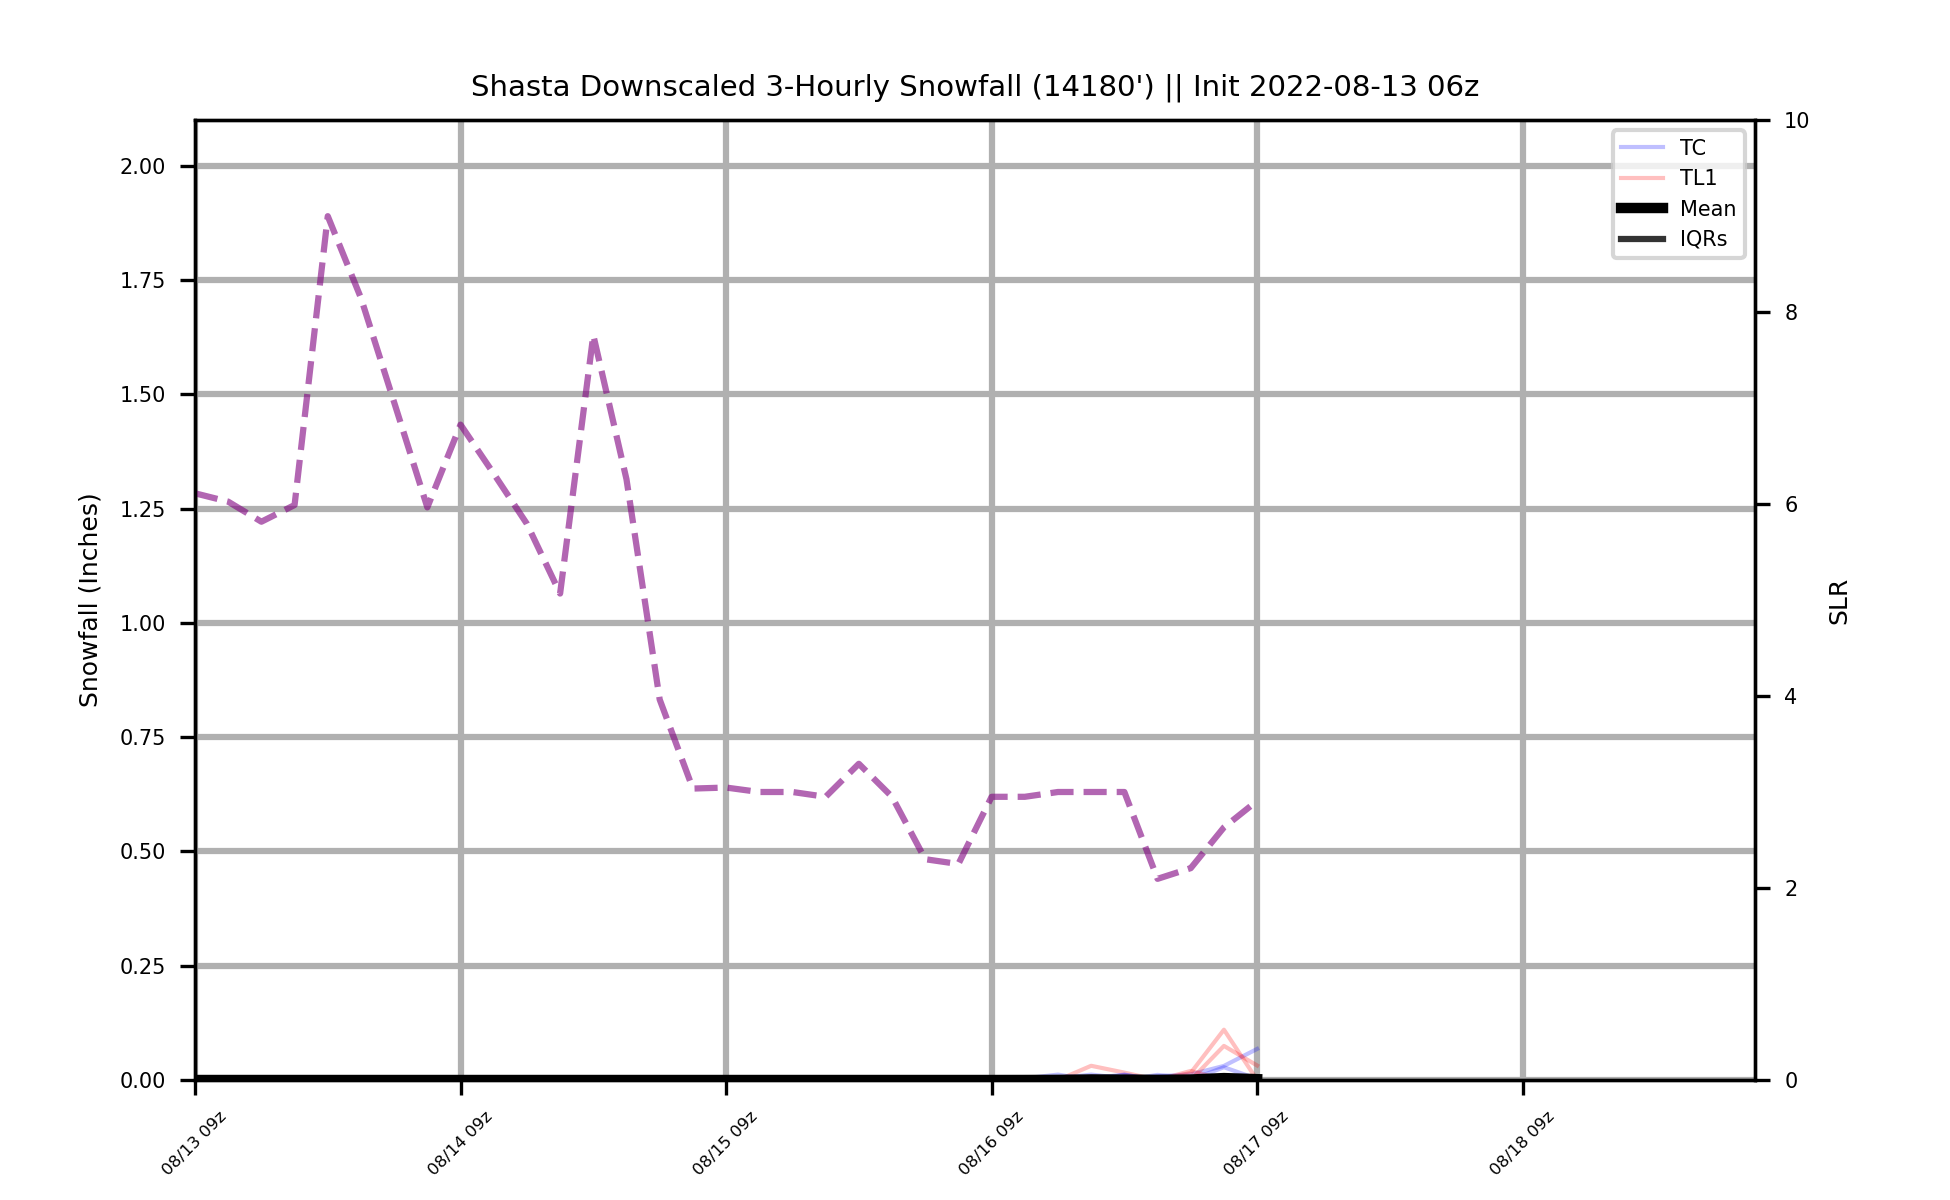 Shasta Downscaled 3-Hourly Snowfall (14180') || Init 2022-08-13 06z
TC
TL1
Mean
IQRs
Snowfall (Inches)
2.00
1.75
1.50
1.25
1.00
0.75
0.50
0.25
0.00
10
8
6
4
2
0
SLR
08/13 09z
08/14 09z
08/15 09z
08/16 09z
08/17 09z
08/18 09z